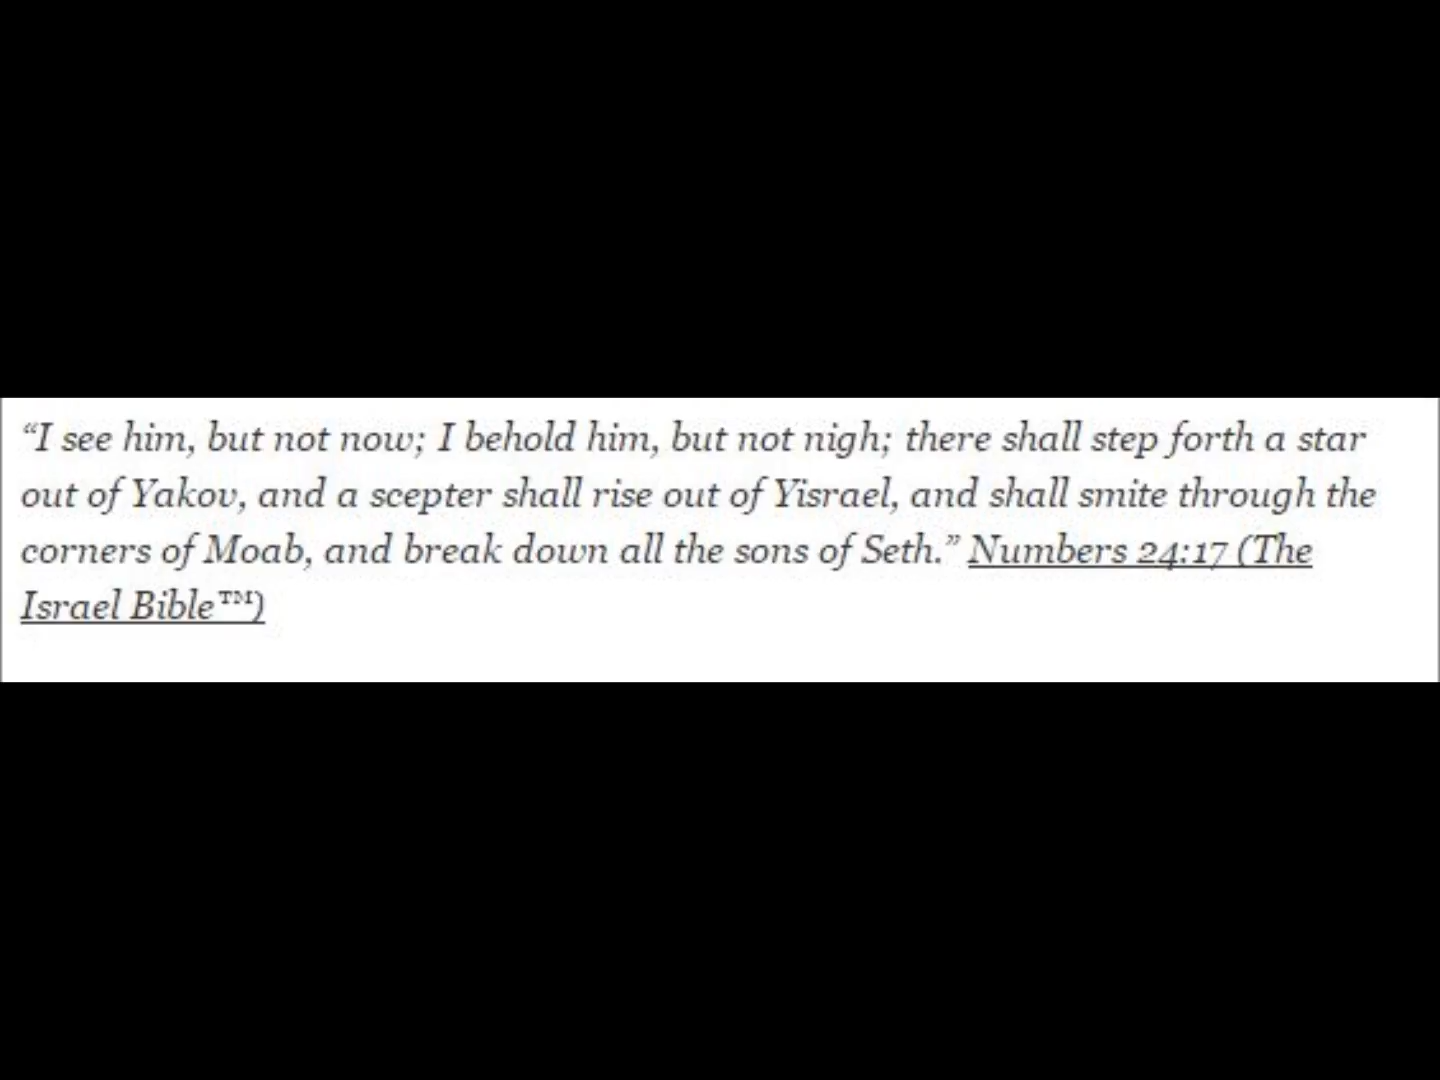 “I see him, but not now; I behold him, but not nigh; there shall step forth a star
out of Yakov, and a scepter shall rise out of Yisrael, and shall smite through the
corners of Moab, and break down all the sons of Seth.” Numbers 24:17 (The
Israel Bible™)